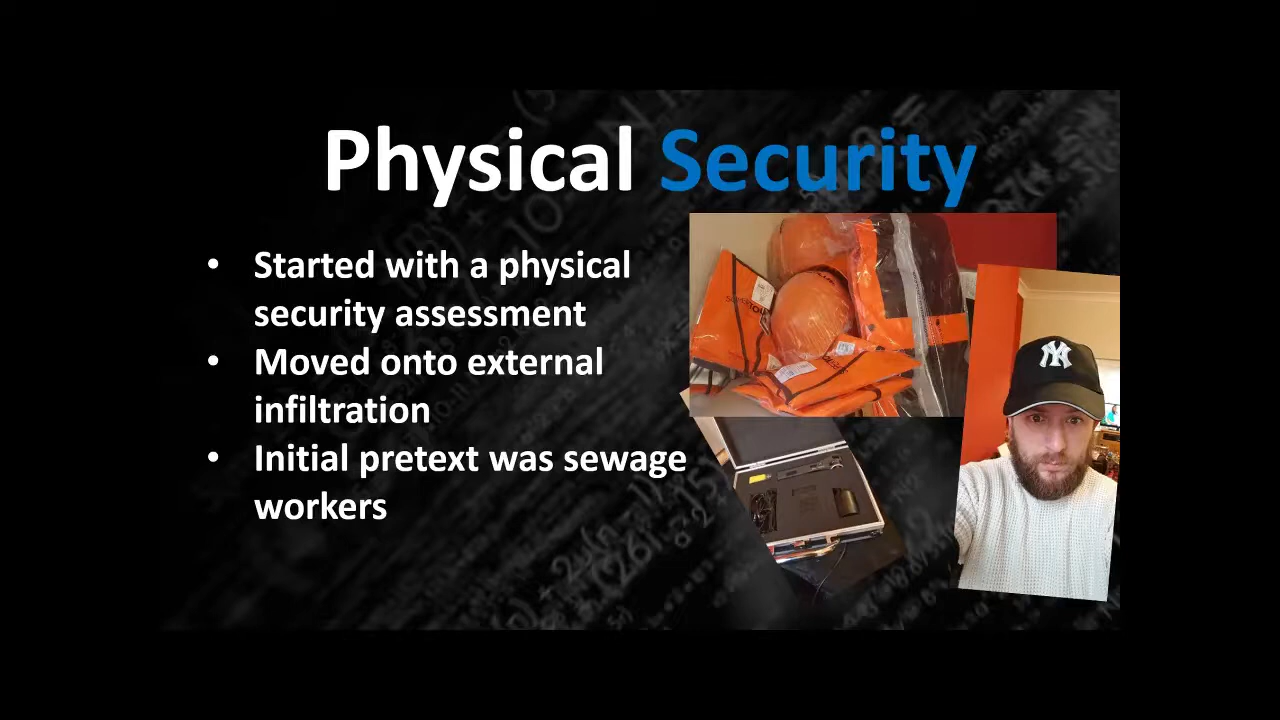 Physical Security
• Started with a physical
security assessment
• Moved onto external
infiltration
• Initial pretext was sewage
workers
NY